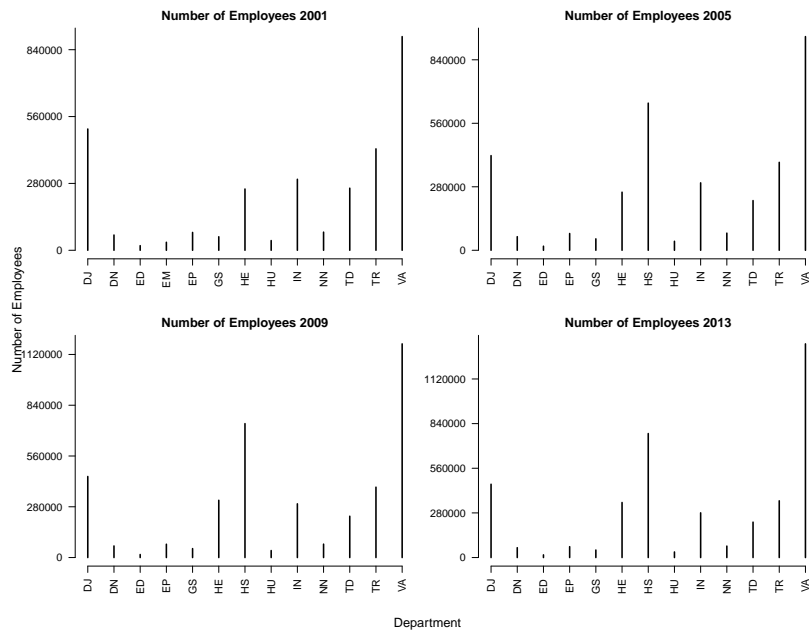 Number of Employees 2001
840000
560000
280000
0
DJ DN ED EM EP GS HE HU IN NN TD TR VA
Number of Employees 2005
840000
560000
280000
0
DJ DN ED EP GS HE HS HU IN NN TD TR VA
Number of Employees
Number of Employees 2009
1120000
840000
560000
280000
0
DJ DN ED EP GS HE HS HU IN NN TD TR VA
Number of Employees 2013
1120000
840000
560000
280000
0
DJ DN ED EP GS HE HS HU IN NN TD TR VA
Department